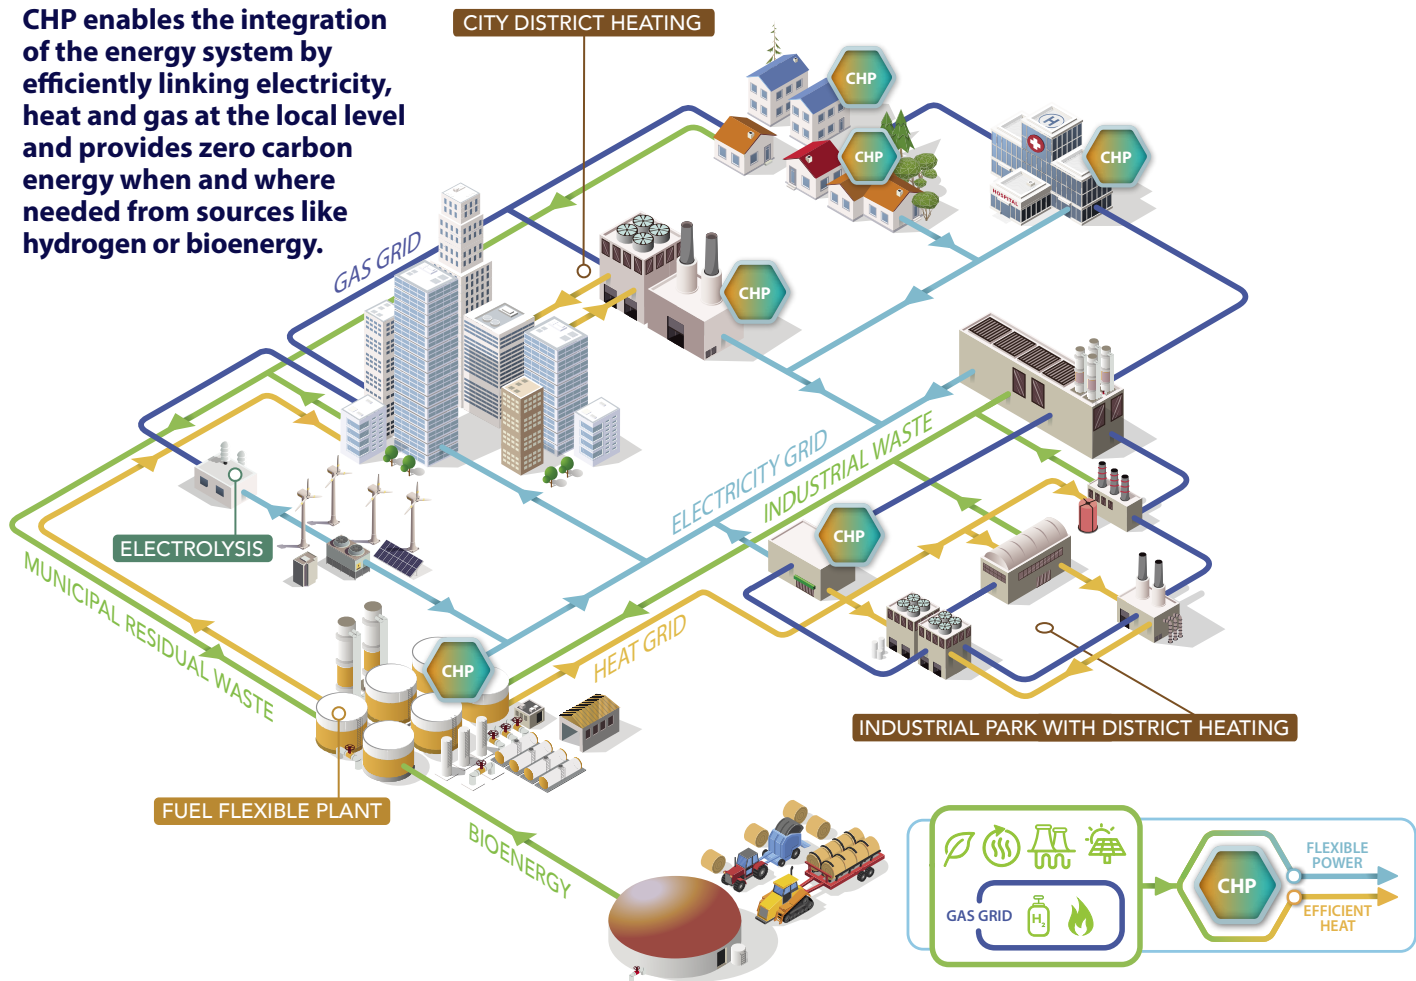 CHP enables the integration
of the energy system by
efficiently linking electricity,
heat and gas at the local level
and provides zero carbon
energy when and where
needed from sources like
hydrogen or bioenergy.
CITY DISTRICT HEATING
CHP
CHP
CHP
H
HOSPITAL
GAS GRID
CHP
ELECTRICITY GRID
INDUSTRIAL WASTE
CHP
ELECTROLYSIS
MUNICIPAL RESIDUAL WASTE
HEAT GRID
CHP
INDUSTRIAL PARK WITH DISTRICT HEATING
FUEL FLEXIBLE PLANT
BIOENERGY
GAS GRID
H2
CHP
FLEXIBLE
POWER
EFFICIENT
HEAT